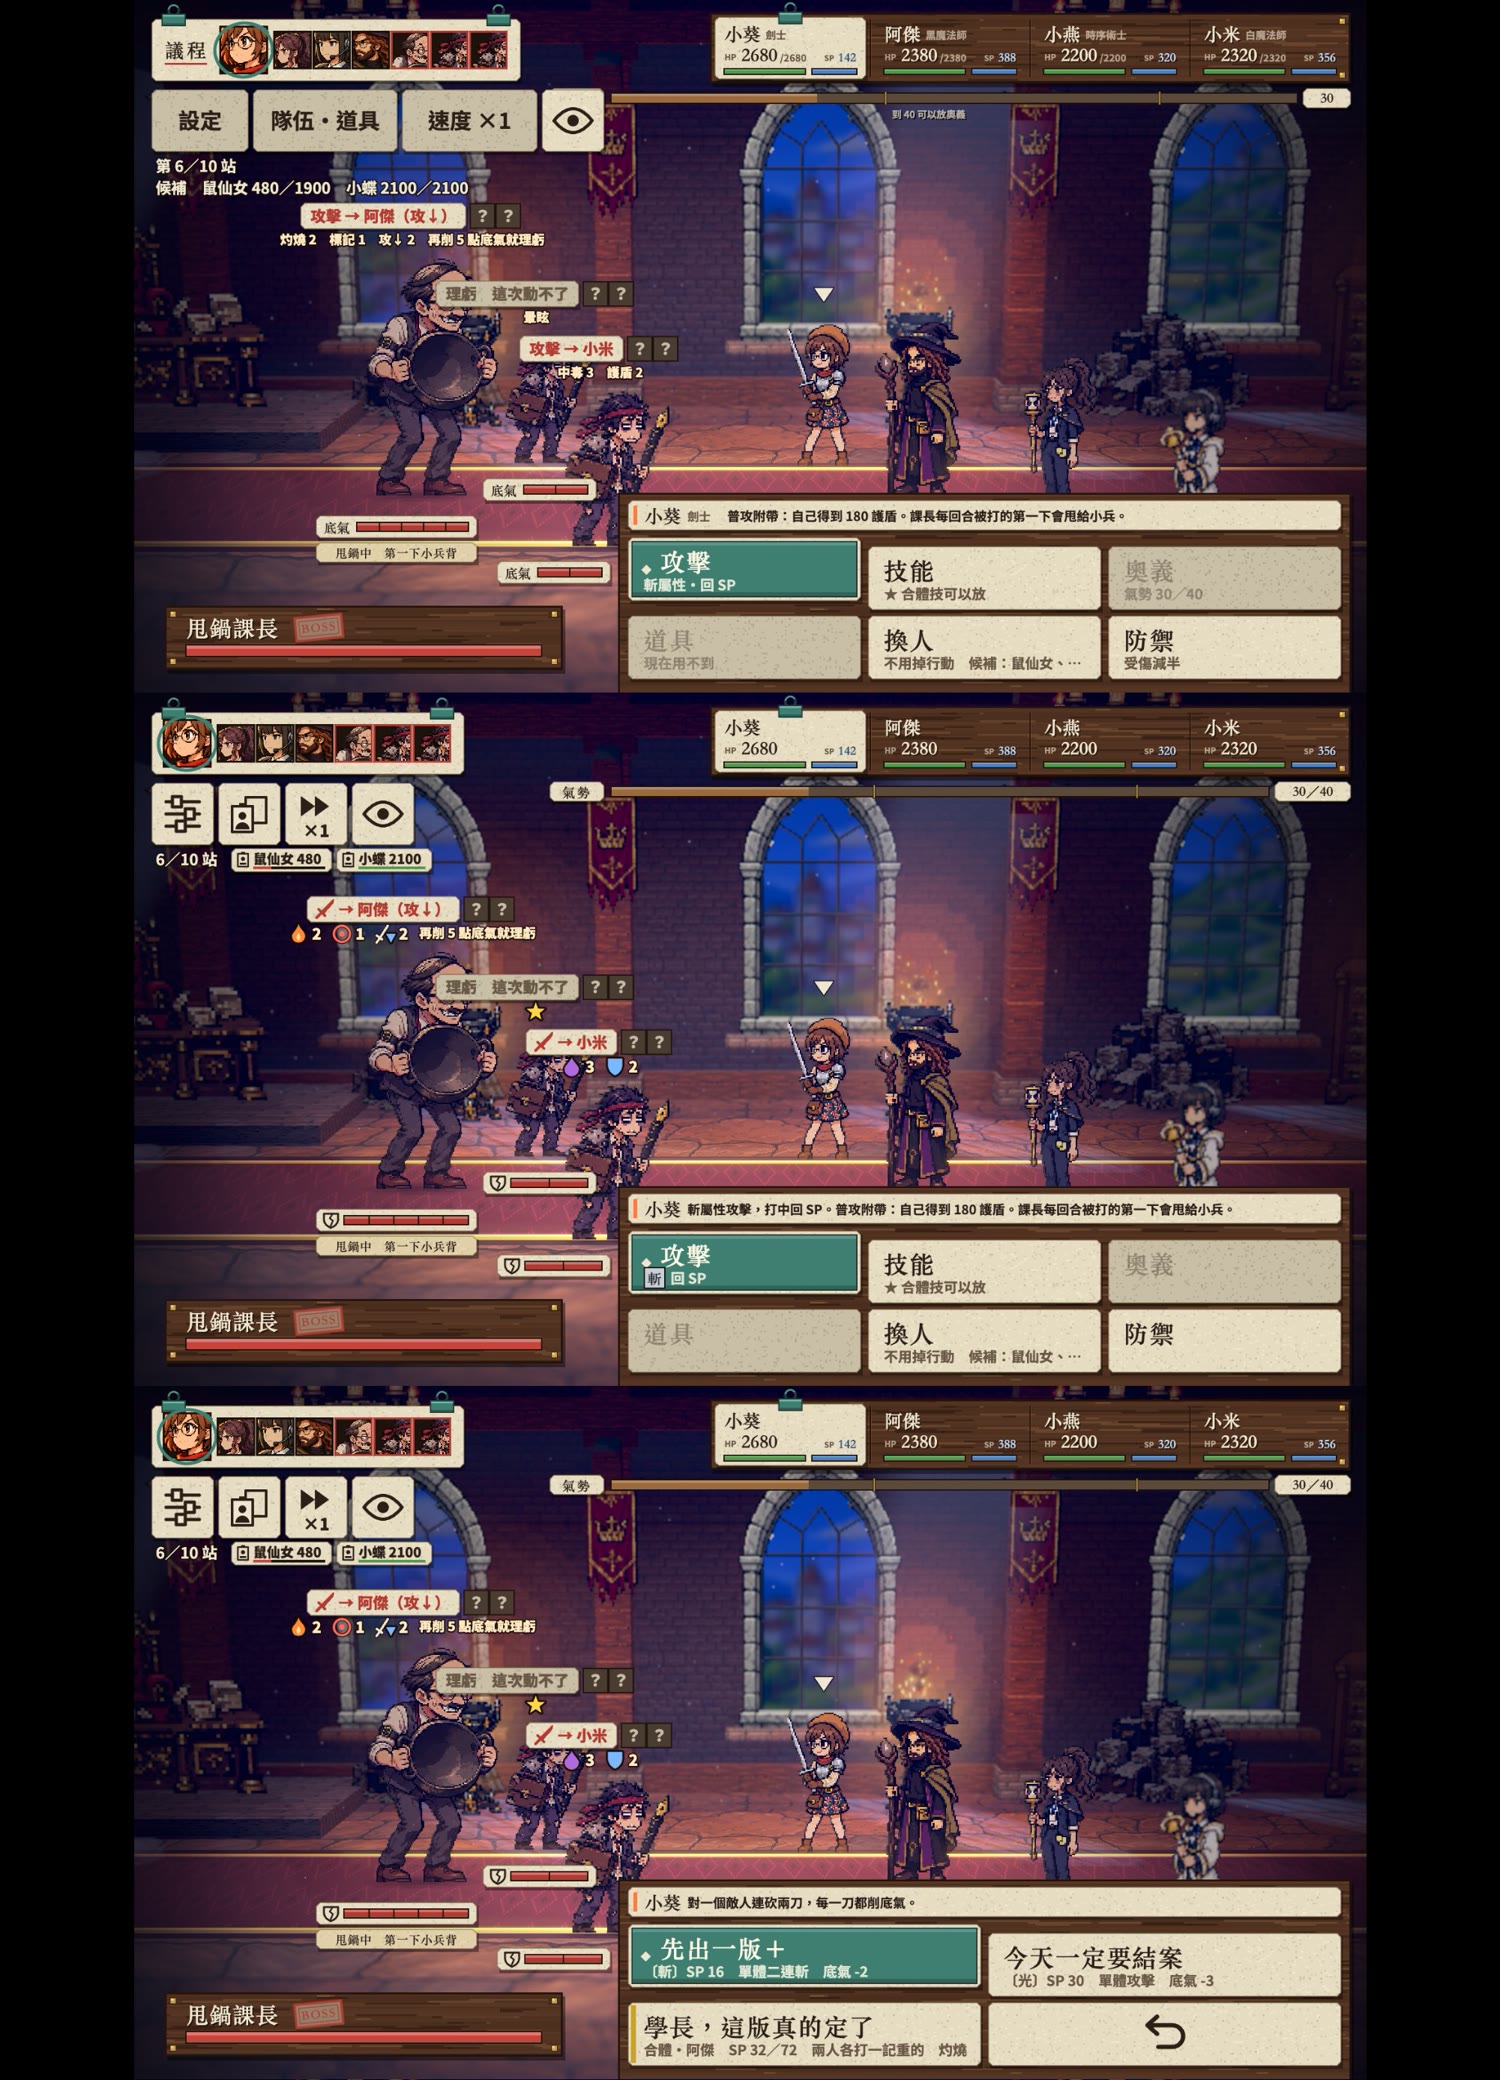 議程
小葵 劍士
HP 2680/2680 SP 142
阿傑 黑魔法師
HP 2380/2380 SP 388
小燕 時序術士
HP 2200/2200 SP 320
小米 白魔法師
HP 2320/2320 SP 356
30
到 40 可以放奧義
設定
隊伍・道具
速度 ×1
第 6／10 站
候補 鼠仙女 480／1900 小蝶 2100／2100
攻擊 → 阿傑（攻↓） ? ?
灼燒 2 標記 1 攻↓ 2 再削 5 點底氣就理虧
理虧 這次動不了 ? ?
暈眩
攻擊 → 小米 ? ?
中毒 3 護盾 2
底氣
底氣
甩鍋中 第一下小兵背
底氣
甩鍋課長 BOSS
小葵 劍士 普攻附帶：自己得到 180 護盾。課長每回合被打的第一下會甩給小兵。
◆ 攻擊
斬屬性・回 SP
技能
★ 合體技可以放
奧義
氣勢 30／40
道具
現在用不到
換人
不用掉行動 候補：鼠仙女、…
防禦
受傷減半
小葵
HP 2680 SP 142
阿傑
HP 2380 SP 388
小燕
HP 2200 SP 320
小米
HP 2320 SP 356
氣勢
30／40
×1
6／10 站
鼠仙女 480
小蝶 2100
→ 阿傑（攻↓） ? ?
2 1 2 再削 5 點底氣就理虧
理虧 這次動不了 ? ?
→ 小米 ? ?
3 2
甩鍋中 第一下小兵背
甩鍋課長 BOSS
小葵 斬屬性攻擊，打中回 SP。普攻附帶：自己得到 180 護盾。課長每回合被打的第一下會甩給小兵。
◆ 攻擊
斬 回 SP
技能
★ 合體技可以放
奧義
道具
換人
不用掉行動 候補：鼠仙女、…
防禦
小葵
HP 2680 SP 142
阿傑
HP 2380 SP 388
小燕
HP 2200 SP 320
小米
HP 2320 SP 356
氣勢
30／40
×1
6／10 站
鼠仙女 480
小蝶 2100
→ 阿傑（攻↓） ? ?
2 1 2 再削 5 點底氣就理虧
理虧 這次動不了 ? ?
→ 小米 ? ?
3 2
甩鍋中 第一下小兵背
甩鍋課長 BOSS
小葵 對一個敵人連砍兩刀，每一刀都削底氣。
◆ 先出一版＋
〔斬〕SP 16 單體二連斬 底氣 -2
今天一定要結案
〔光〕SP 30 單體攻擊 底氣 -3
學長，這版真的定了
合體・阿傑 SP 32／72 兩人各打一記重的 灼燒